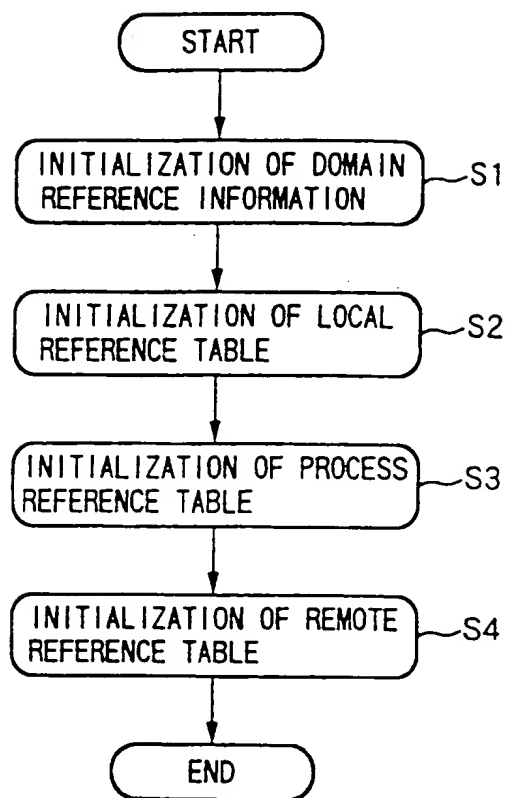 START
INITIALIZATION OF DOMAIN
REFERENCE INFORMATION
S1
INITIALIZATION OF LOCAL
REFERENCE TABLE
S2
INITIALIZATION OF PROCESS
REFERENCE TABLE
S3
INITIALIZATION OF REMOTE
REFERENCE TABLE
S4
END